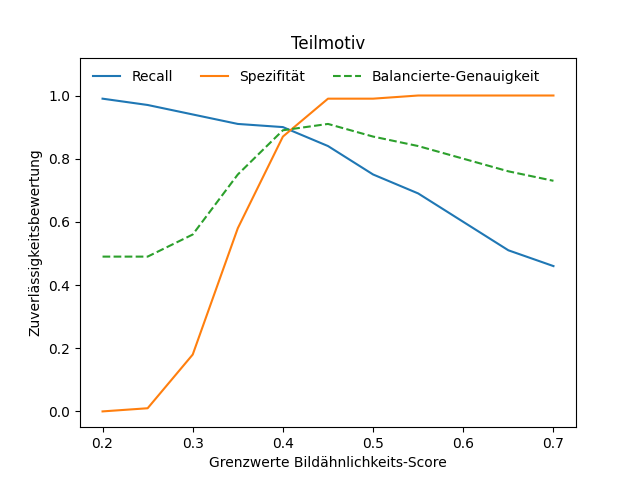 Teilmotiv
Recall Spezifität Balancierte-Genauigkeit
1.0
0.8
0.6
0.4
0.2
0.0
Zuverlässigkeitsbewertung
0.2 0.3 0.4 0.5 0.6 0.7
Grenzwerte Bildähnlichkeits-Score